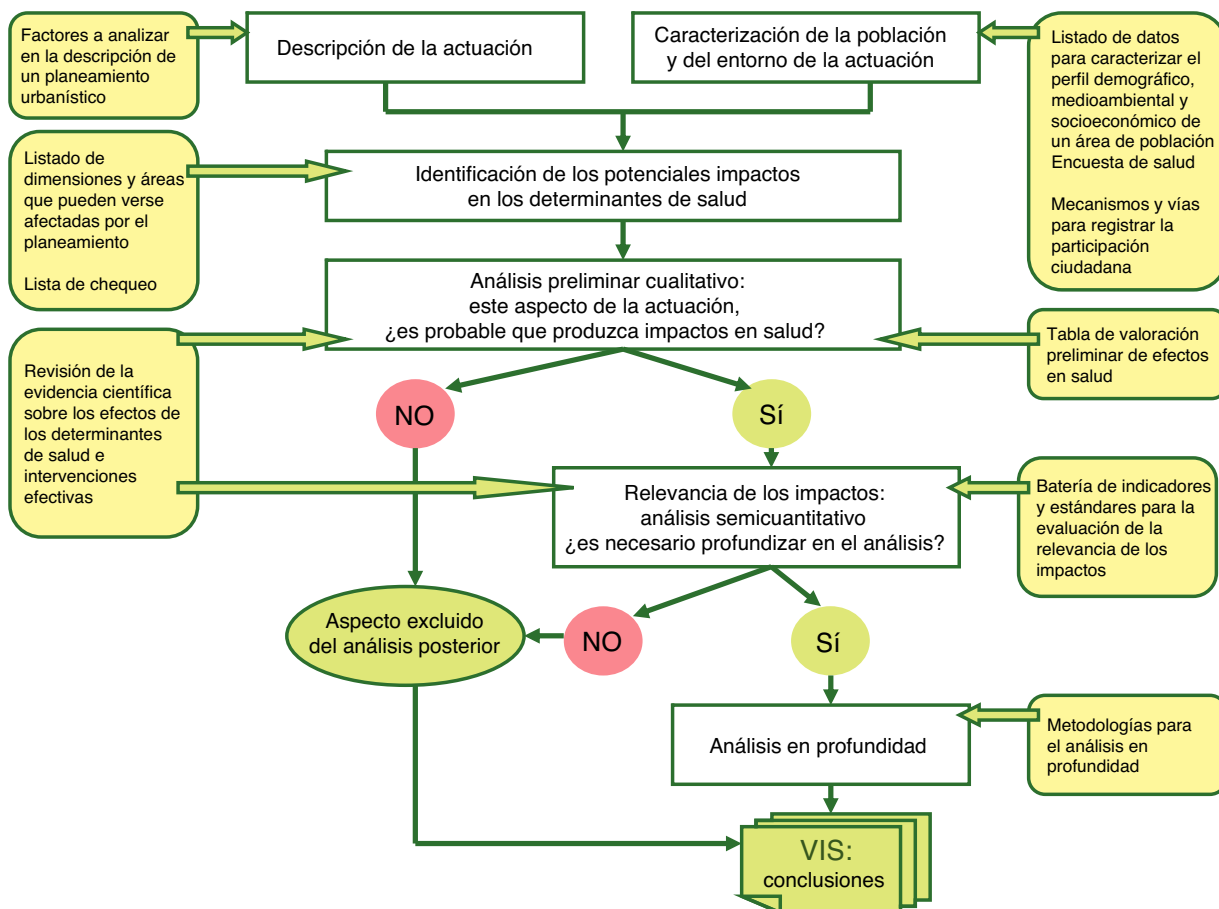 Factores a analizar
en la descripción de
un planeamiento
urbanístico
Descripción de la actuación
Caracterización de la población
y del entorno de la actuación
Listado de datos
para caracterizar el
perfil demográfico,
medioambiental y
socioeconómico de
un área de población
Encuesta de salud
Mecanismos y vías
para registrar la
participación
ciudadana
Listado de
dimensiones y áreas
que pueden verse
afectadas por el
planeamiento
Lista de chequeo
Identificación de los potenciales impactos
en los determinantes de salud
Análisis preliminar cualitativo:
este aspecto de la actuación,
¿es probable que produzca impactos en salud?
Tabla de valoración
preliminar de efectos
en salud
Revisión de la
evidencia científica
sobre los efectos de
los determinantes
de salud e
intervenciones
efectivas
NO
Sí
Relevancia de los impactos:
análisis semicuantitativo
¿es necesario profundizar en el análisis?
Batería de indicadores
y estándares para la
evaluación de la
relevancia de los
impactos
Aspecto excluido
del análisis posterior
NO
Sí
Análisis en profundidad
Metodologías para
el análisis en
profundidad
VIS:
conclusiones